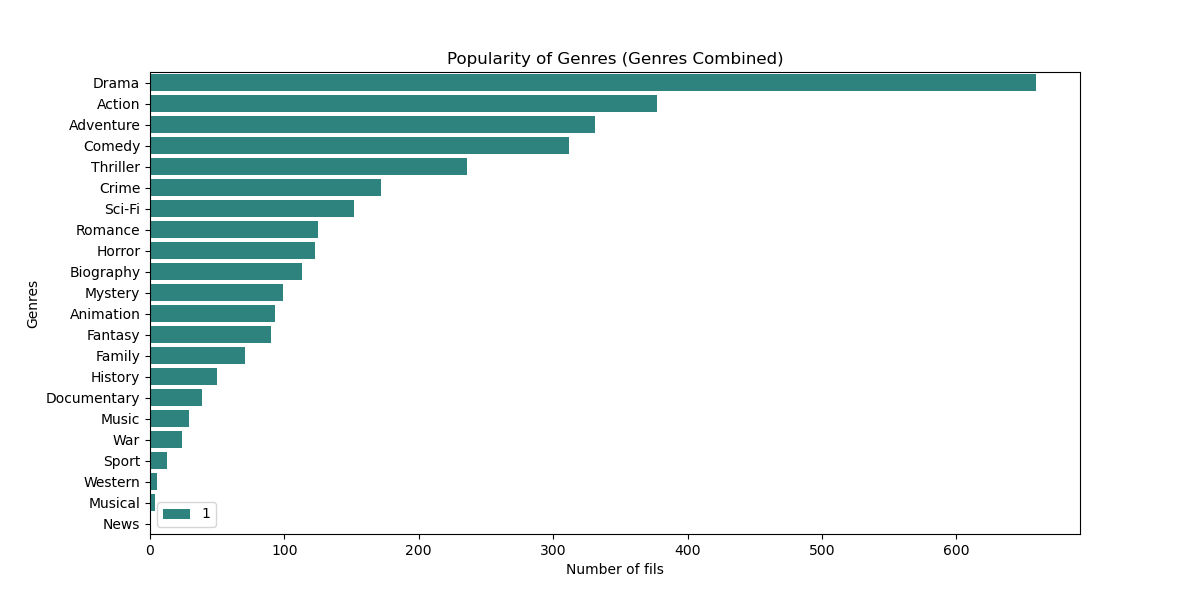 Popularity of Genres (Genres Combined)
Genres
Drama
Action
Adventure
Comedy
Thriller
Crime
Sci-Fi
Romance
Horror
Biography
Mystery
Animation
Fantasy
Family
History
Documentary
Music
War
Sport
Western
Musical
News
1
0 100 200 300 400 500 600
Number of fils